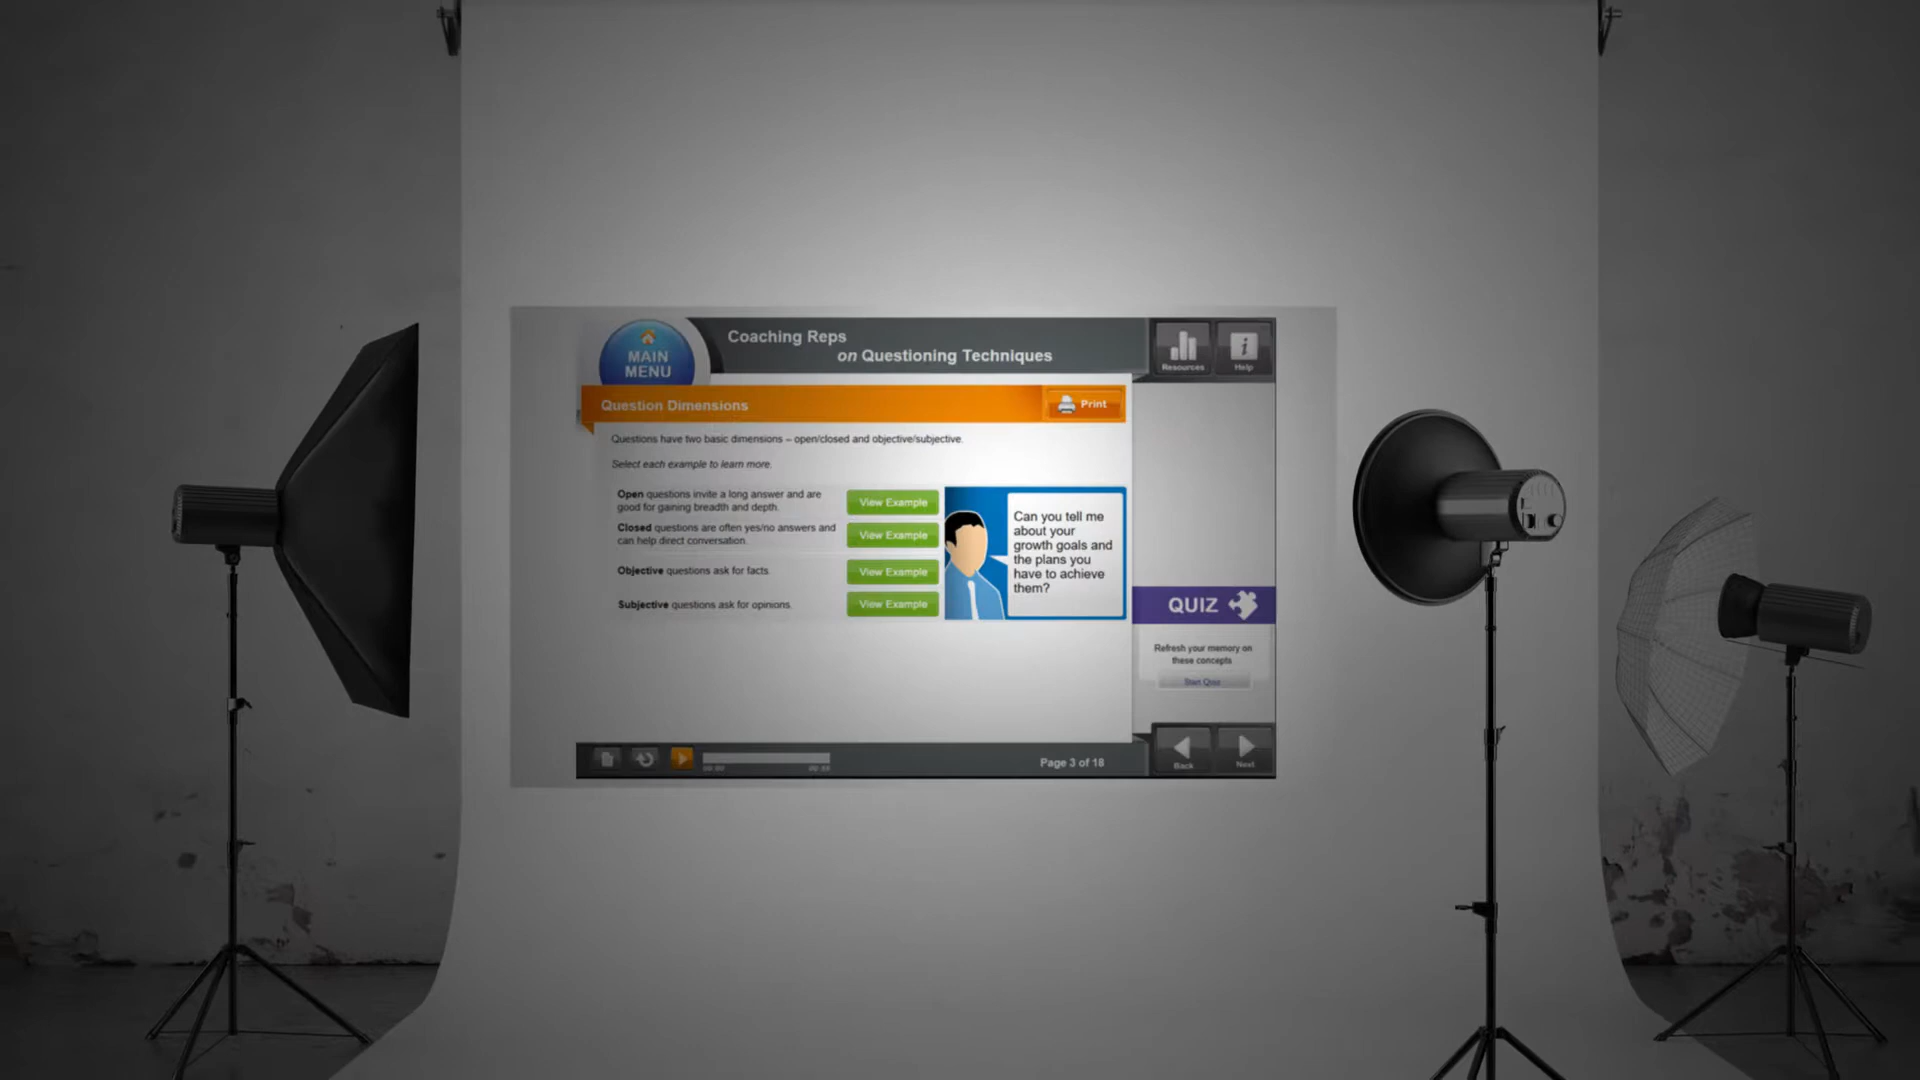 MAIN
MENU
Coaching Reps
on Questioning Techniques
Resources
Help
Question Dimensions
Print
Questions have two basic dimensions – open/closed and objective/subjective.
Select each example to learn more.
Open questions invite a long answer and are
good for gaining breadth and depth.
View Example
Closed questions are often yes/no answers and
can help direct conversation.
View Example
Objective questions ask for facts.
View Example
Subjective questions ask for opinions.
View Example
Can you tell me
about your
growth goals and
the plans you
have to achieve
them?
QUIZ
Refresh your memory on
these concepts
Start Quiz
Page 3 of 18
Back
Next